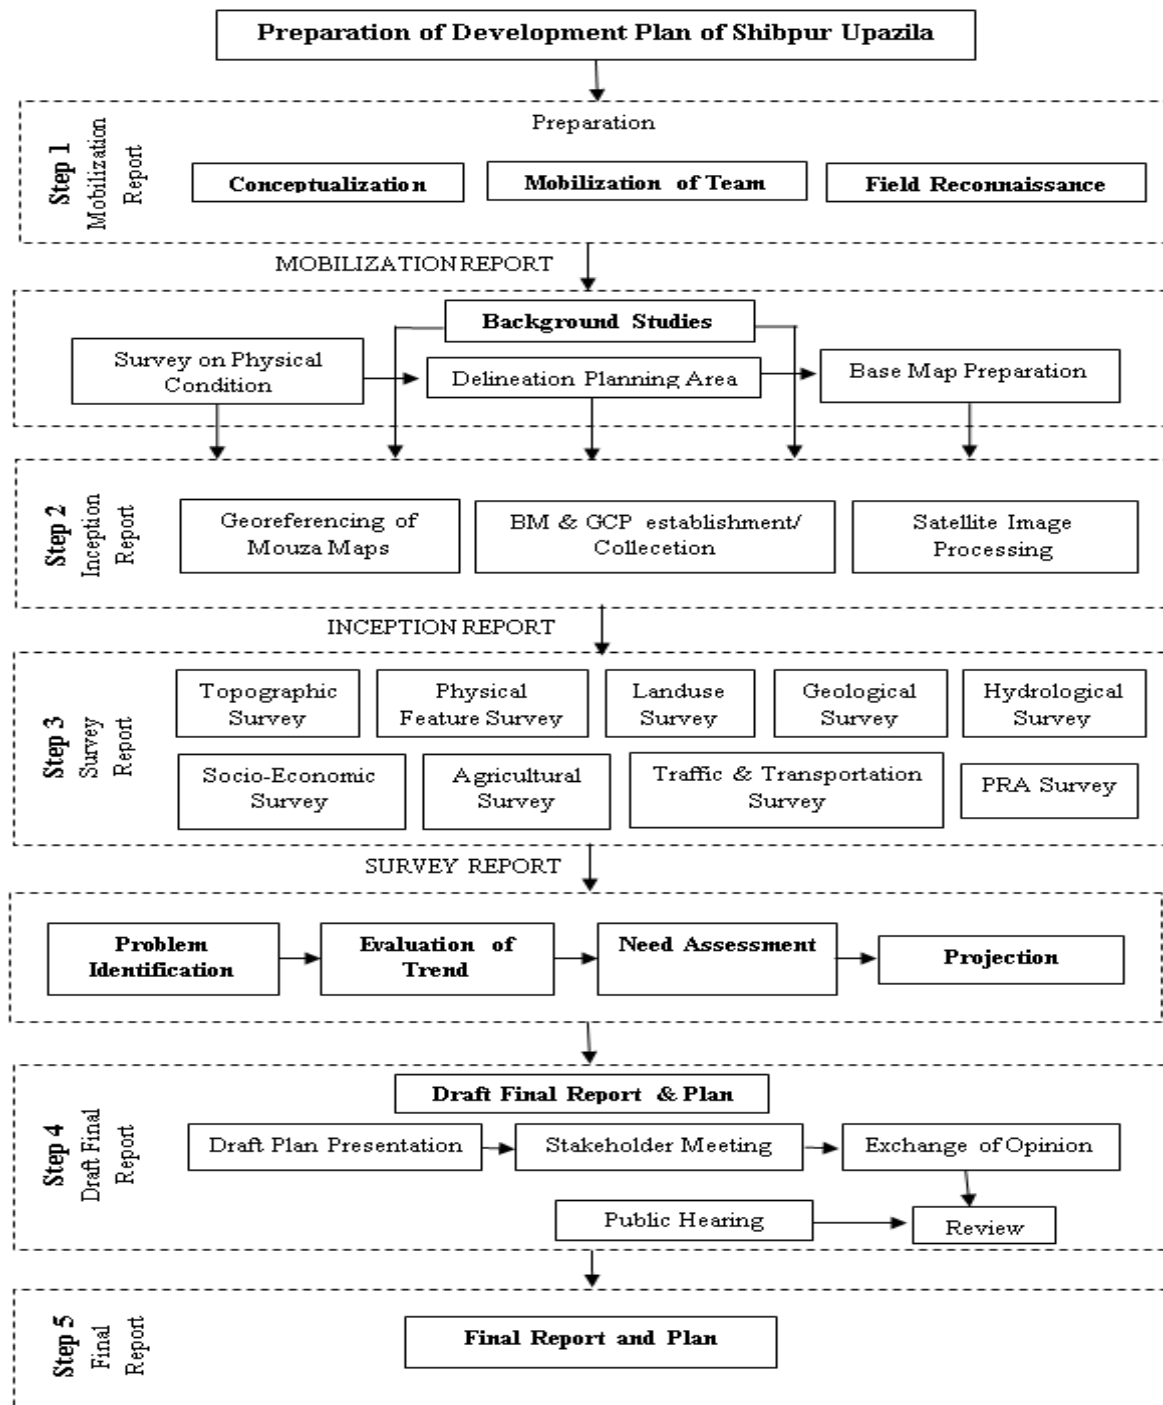 Preparation of Development Plan of Shibpur Upazila
Step 1
Mobilization
Report
Preparation
Conceptualization
Mobilization of Team
Field Reconnaissance
MOBILIZATION REPORT
Background Studies
Survey on Physical
Condition
Delineation Planning Area
Base Map Preparation
Step 2
Inception
Report
Georeferencing of
Mouza Maps
BM & GCP establishment/
Collecetion
Satellite Image
Processing
INCEPTION REPORT
Step 3
Survey
Report
Topographic
Survey
Physical
Feature Survey
Landuse
Survey
Geological
Survey
Hydrological
Survey
Socio-Economic
Survey
Agricultural
Survey
Traffic & Transportation
Survey
PRA Survey
SURVEY REPORT
Problem
Identification
Evaluation of
Trend
Need Assessment
Projection
Step 4
Draft Final
Report
Draft Final Report & Plan
Draft Plan Presentation
Stakeholder Meeting
Exchange of Opinion
Public Hearing
Review
Step 5
Final
Report
Final Report and Plan